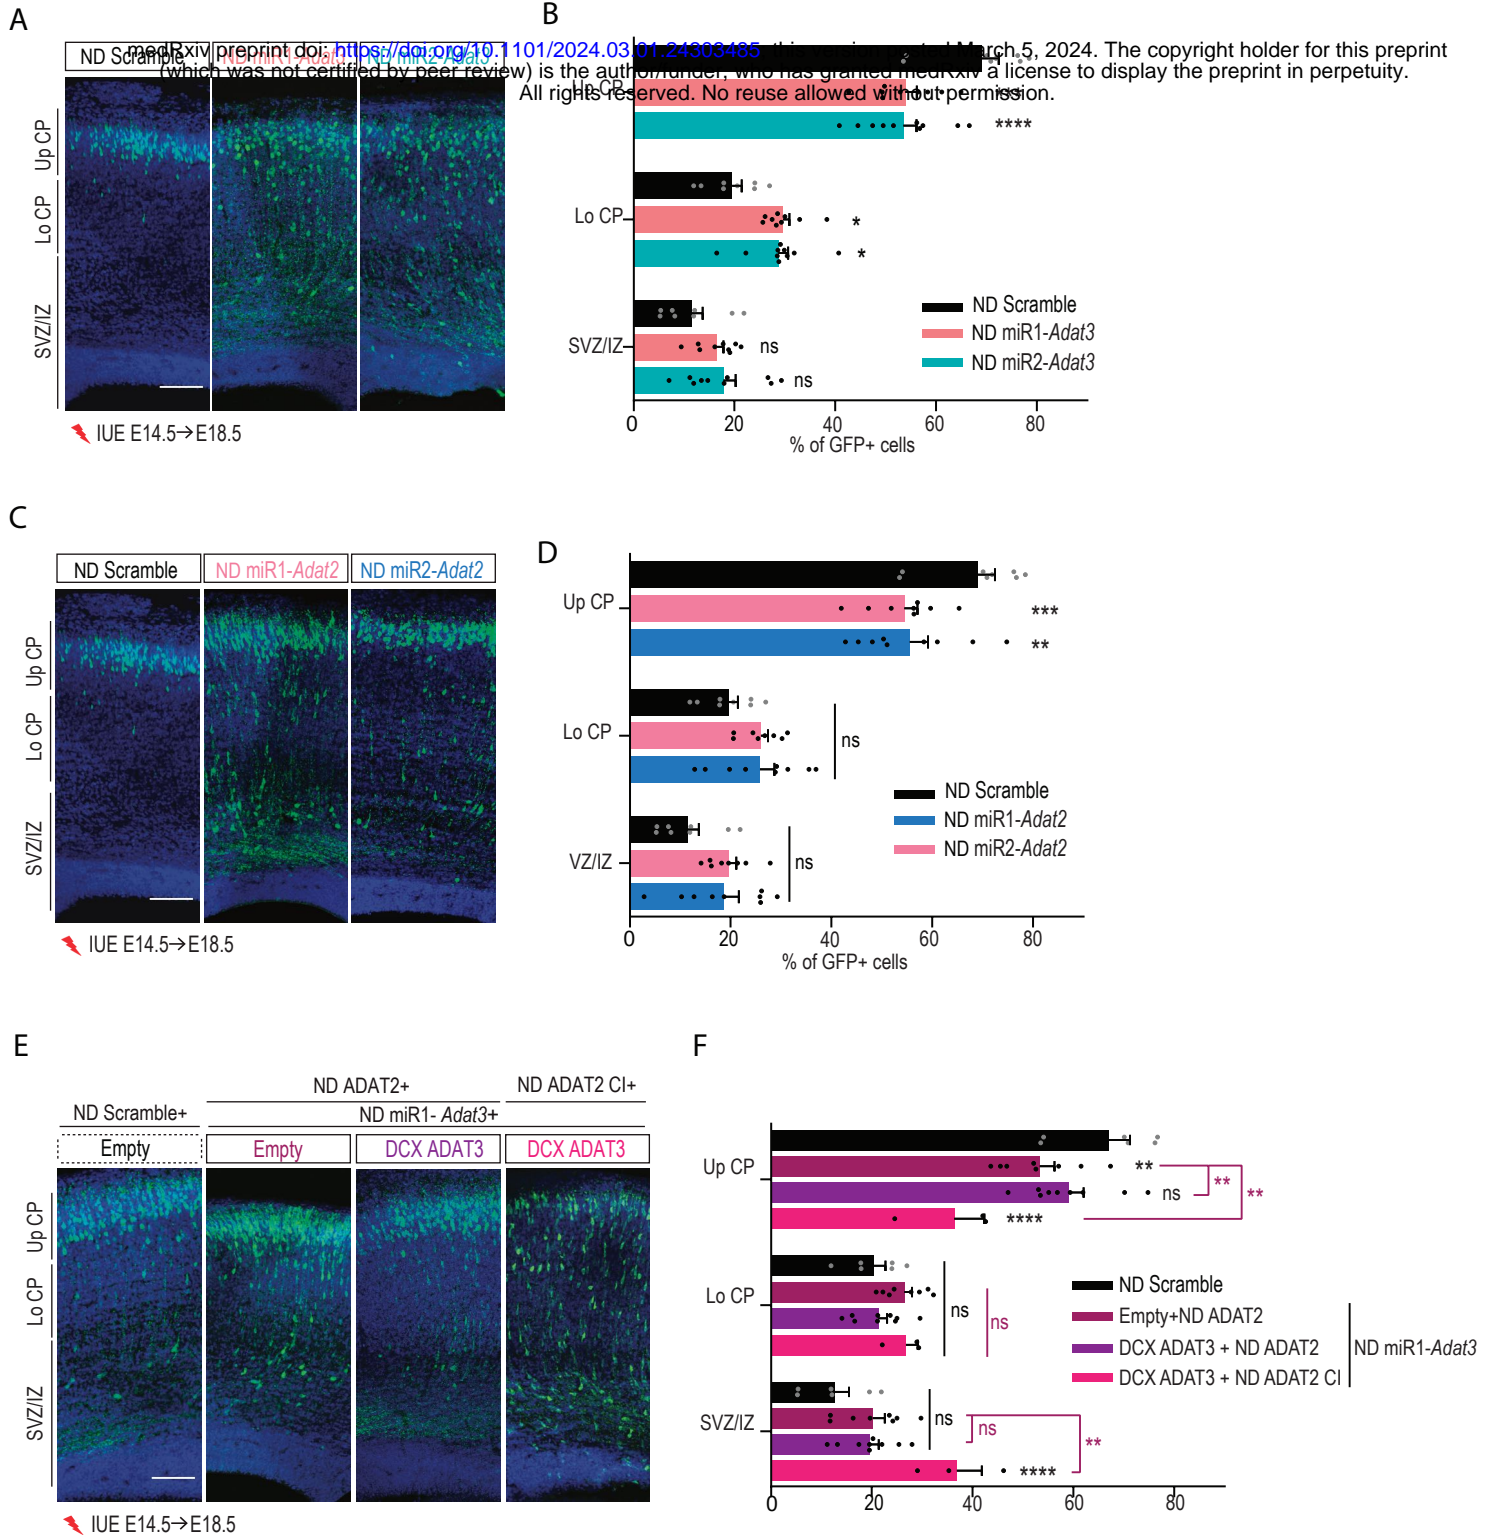 A
B
medRxiv preprint doi: https://doi.org/10.1101/2024.03.01.24303485; this version posted March 5, 2024. The copyright holder for this preprint
(which was not certified by peer review) is the author/funder, who has granted medRxiv a license to display the preprint in perpetuity.
All rights reserved. No reuse allowed without permission.
ND Scramble
ND miR1-Adat3
ND miR2-Adat3
Up CP
Lo CP
SVZ/IZ
IUE E14.5→E18.5
Up CP
****
Lo CP
*
*
SVZ/IZ
ns
ns
ND Scramble
ND miR1-Adat3
ND miR2-Adat3
0 20 40 60 80
% of GFP+ cells
C
D
ND Scramble
ND miR1-Adat2
ND miR2-Adat2
Up CP
Lo CP
SVZ/IZ
IUE E14.5→E18.5
Up CP
***
**
Lo CP
ns
VZ/IZ
ns
ND Scramble
ND miR1-Adat2
ND miR2-Adat2
0 20 40 60 80
% of GFP+ cells
E
F
ND ADAT2+
ND ADAT2 CI+
ND Scramble+
ND miR1- Adat3+
Empty
Empty
DCX ADAT3
DCX ADAT3
Up CP
Lo CP
SVZ/IZ
IUE E14.5→E18.5
Up CP
**
ns
****
**
**
Lo CP
ns
ns
SVZ/IZ
ns
ns
****
**
ND Scramble
Empty+ND ADAT2
DCX ADAT3 + ND ADAT2
DCX ADAT3 + ND ADAT2 CI
ND miR1-Adat3
0 20 40 60 80